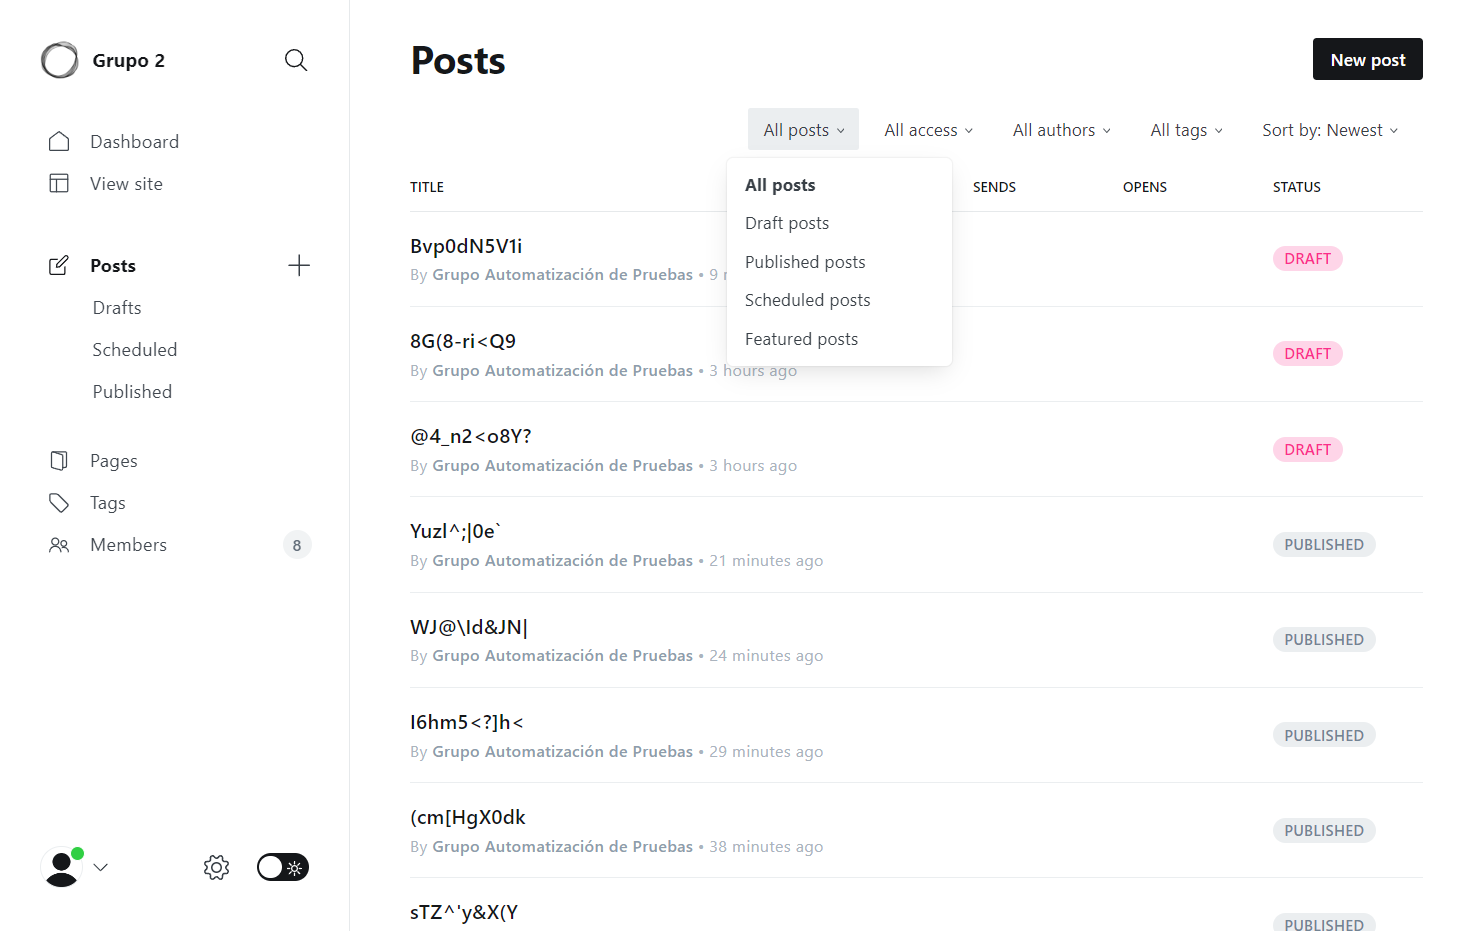 Grupo 2
Dashboard
View site
Posts
Drafts
Scheduled
Published
Pages
Tags
Members 8
Posts
New post
All posts All access All authors All tags Sort by: Newest
All posts
Draft posts
Published posts
Scheduled posts
Featured posts
TITLE SENDS OPENS STATUS
Bvp0dN5V1i
By Grupo Automatización de Pruebas • 9
DRAFT
8G(8-ri<Q9
By Grupo Automatización de Pruebas • 3 hours ago
DRAFT
@4_n2<o8Y?
By Grupo Automatización de Pruebas • 3 hours ago
DRAFT
Yuzl^;|0e`
By Grupo Automatización de Pruebas • 21 minutes ago
PUBLISHED
WJ@\Id&JN|
By Grupo Automatización de Pruebas • 24 minutes ago
PUBLISHED
I6hm5<?]h<
By Grupo Automatización de Pruebas • 29 minutes ago
PUBLISHED
(cm[HgX0dk
By Grupo Automatización de Pruebas • 38 minutes ago
PUBLISHED
sTZ^'y&X(Y
PUBLISHED